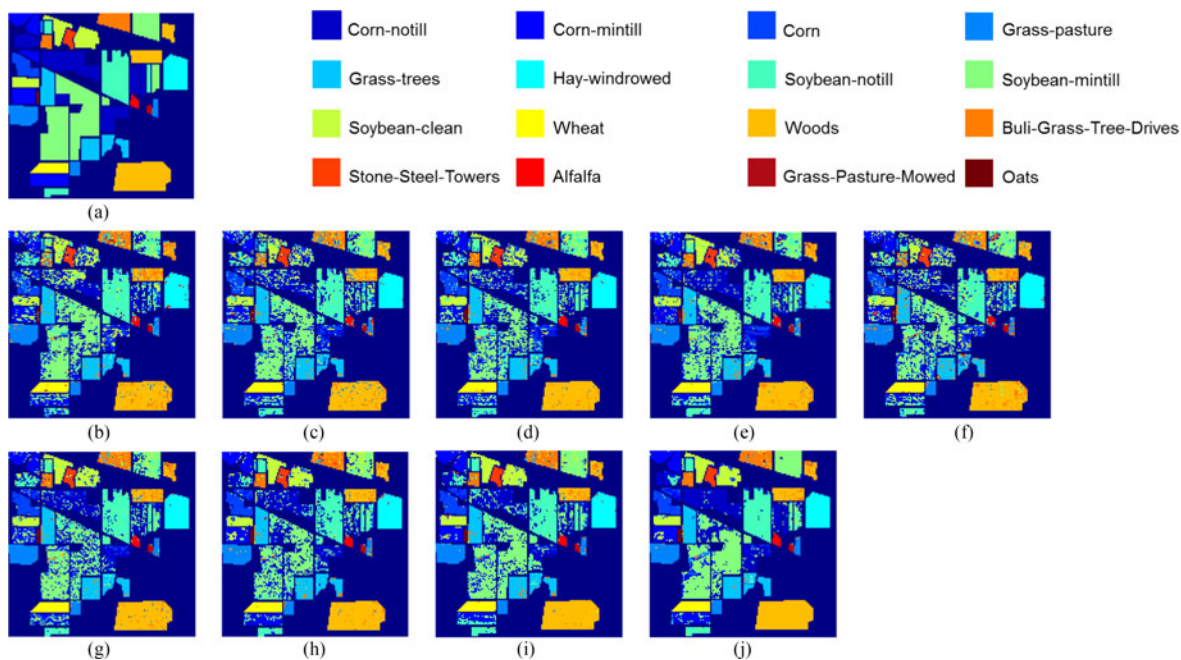 Corn-notill Corn-mintill Corn Grass-pasture
Grass-trees Hay-windrowed Soybean-notill Soybean-mintill
Soybean-clean Wheat Woods Buli-Grass-Tree-Drives
Stone-Steel-Towers Alfalfa Grass-Pasture-Mowed Oats
(a)
(b) (c) (d) (e) (f)
(g) (h) (i) (j)